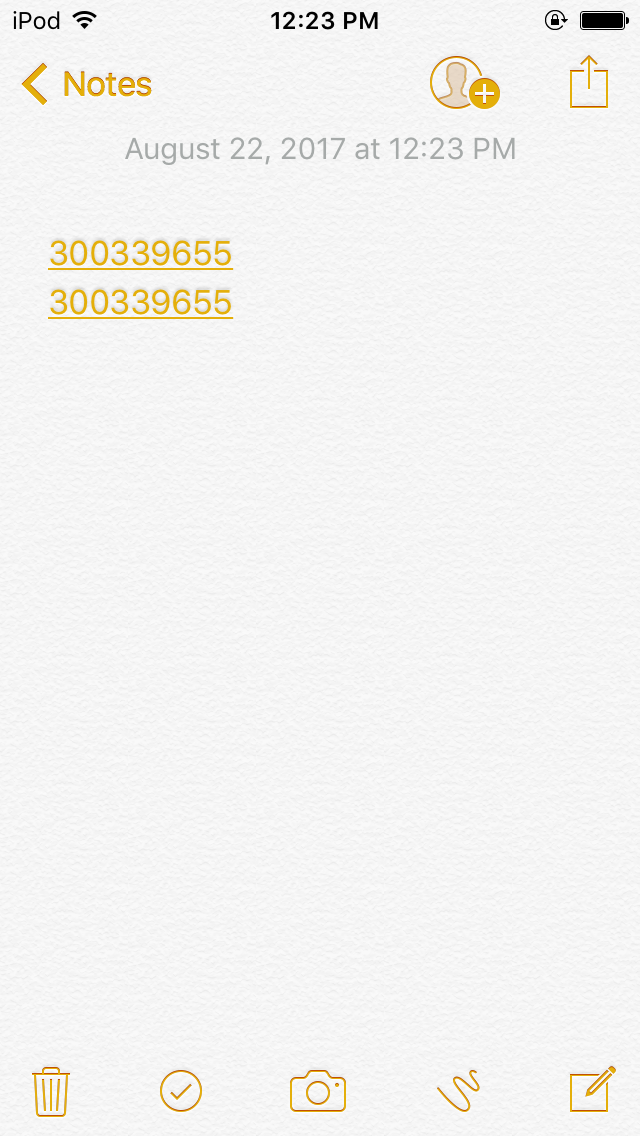 iPod 12:23 PM
Notes
August 22, 2017 at 12:23 PM
300339655
300339655